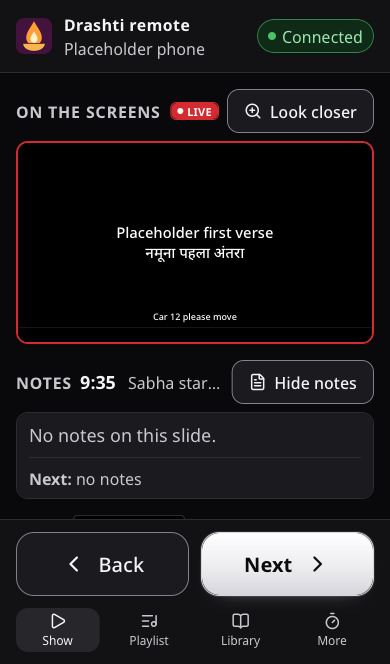 Drashti remote
Placeholder phone
Connected
ON THE SCREENS
LIVE
Look closer
Placeholder first verse
नमूना पहला अंतरा
Car 12 please move
NOTES 9:35 Sabha star...
Hide notes
No notes on this slide.
Next: no notes
Back
Next
Show
Playlist
Library
More